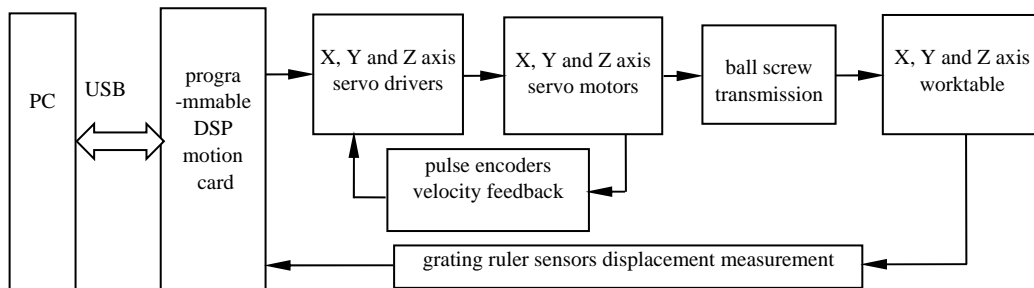 PC
USB
progra
-mmable
DSP
motion
card
X, Y and Z axis
servo drivers
X, Y and Z axis
servo motors
ball screw
transmission
X, Y and Z axis
worktable
pulse encoders
velocity feedback
grating ruler sensors displacement measurement